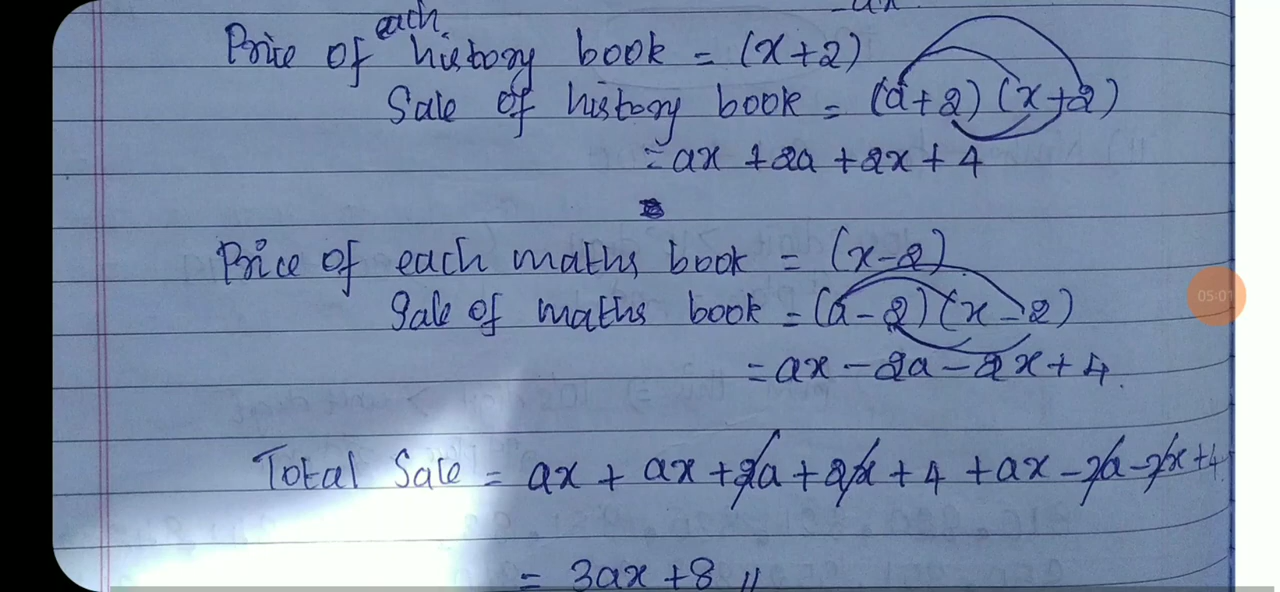 Price of each history book = (x+2)
Sale of history book = (a+2)(x+2)
= ax + 2a + 2x + 4
Price of each maths book = (x-2)
Sale of maths book = (a-2)(x-2)
= ax - 2a - 2x + 4.
Total Sale = ax + ax + 2a + 2x + 4 + ax - 2a - 2x + 4
= 3ax + 8 //
05:01